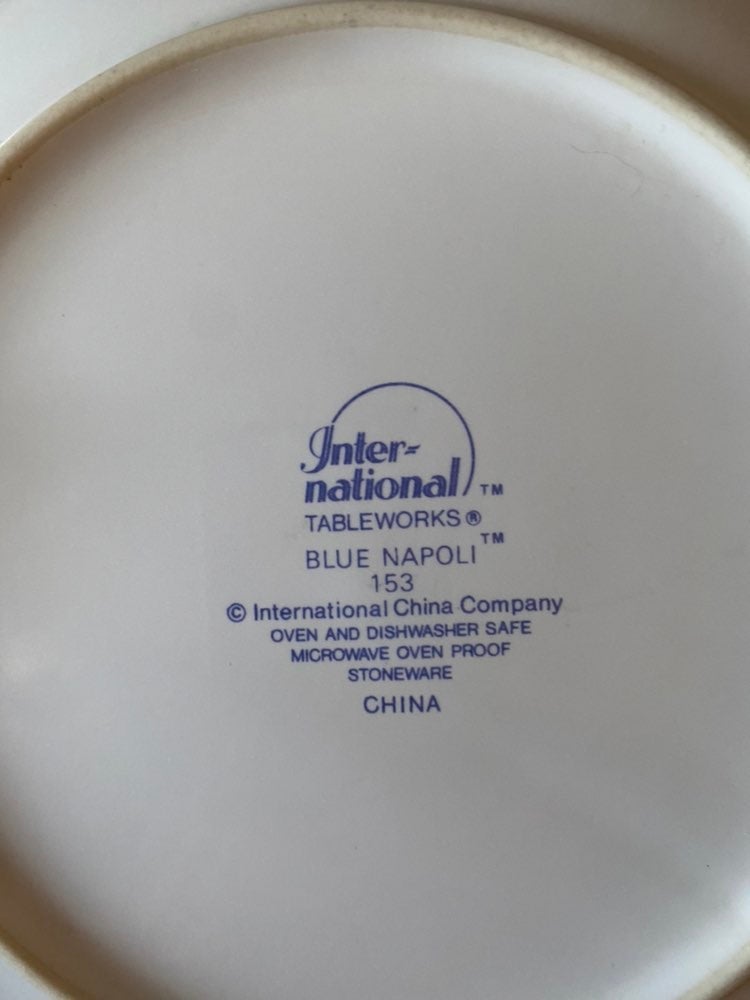 Inter-
national ™
TABLEWORKS ®
BLUE NAPOLI ™
153
© International China Company
OVEN AND DISHWASHER SAFE
MICROWAVE OVEN PROOF
STONEWARE
CHINA